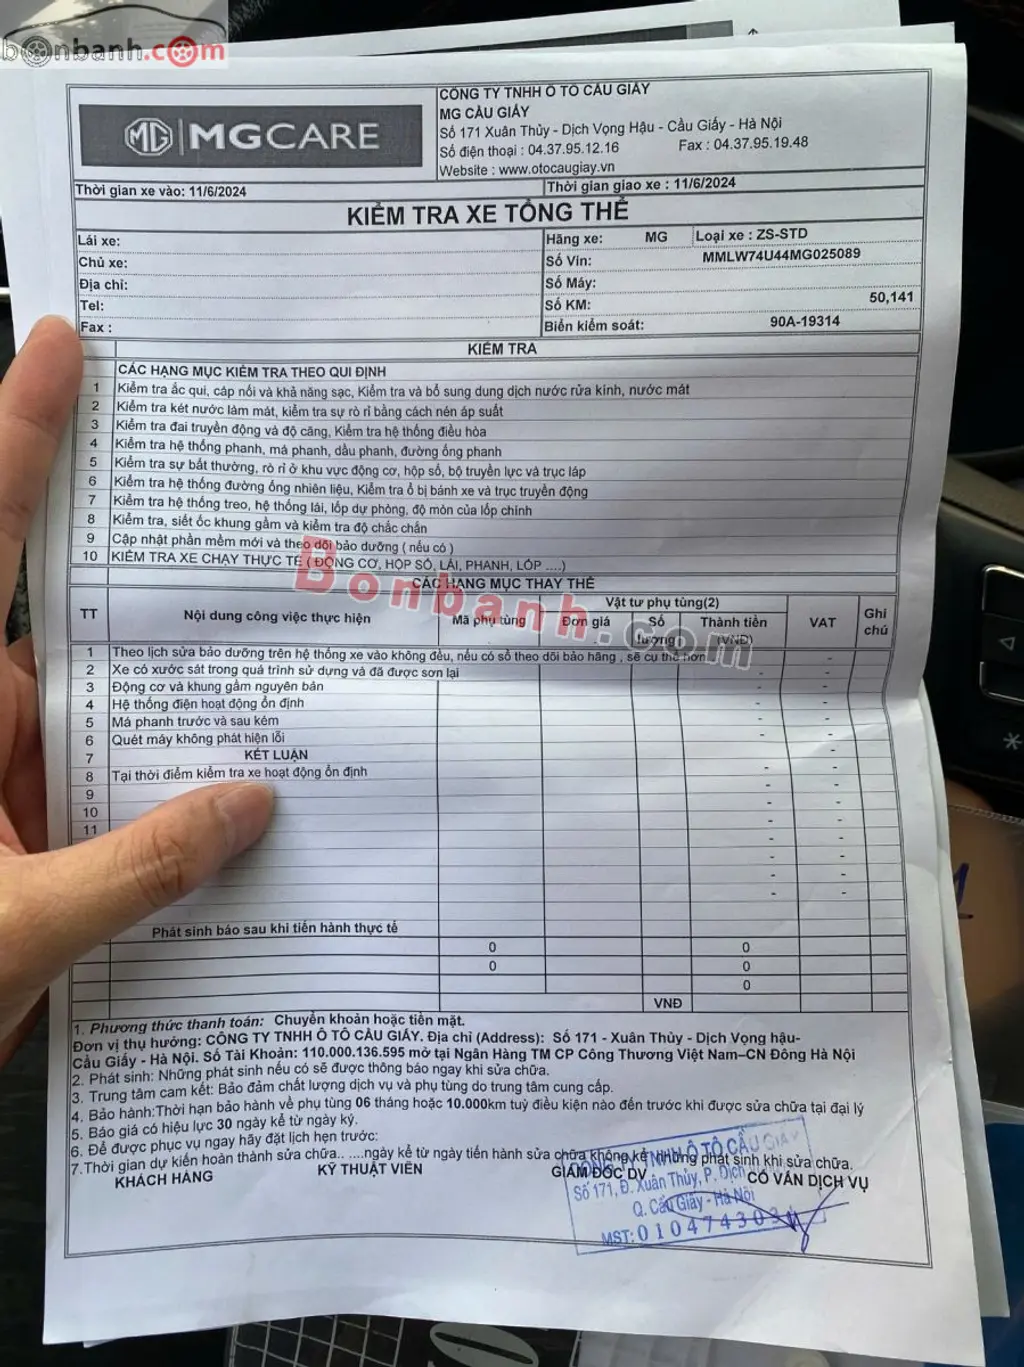 bonbanh.com
MG MGCARE
CÔNG TY TNHH Ô TÔ CẦU GIẤY
MG CẦU GIẤY
Số 171 Xuân Thủy - Dịch Vọng Hậu - Cầu Giấy - Hà Nội
Số điện thoại : 04.37.95.12.16 Fax : 04.37.95.19.48
Website : www.otocaugiay.vn
Thời gian xe vào: 11/6/2024 Thời gian giao xe : 11/6/2024
KIỂM TRA XE TỔNG THỂ
Lái xe: Hãng xe: MG Loại xe : ZS-STD
Chủ xe: Số Vin: MMLW74U44MG025089
Địa chỉ: Số Máy:
Tel: Số KM: 50,141
Fax : Biển kiểm soát: 90A-19314
KIỂM TRA
CÁC HẠNG MỤC KIỂM TRA THEO QUI ĐỊNH
1 Kiểm tra ắc qui, cáp nối và khả năng sạc, Kiểm tra và bổ sung dung dịch nước rửa kính, nước mát
2 Kiểm tra két nước làm mát, kiểm tra sự rò rỉ bằng cách nén áp suất
3 Kiểm tra đai truyền động và độ căng, Kiểm tra hệ thống điều hòa
4 Kiểm tra hệ thống phanh, má phanh, dầu phanh, đường ống phanh
5 Kiểm tra sự bất thường, rò rỉ ở khu vực động cơ, hộp số, bộ truyền lực và trục láp
6 Kiểm tra hệ thống đường ống nhiên liệu, Kiểm tra ổ bi bánh xe và trục truyền động
7 Kiểm tra hệ thống treo, hệ thống lái, lốp dự phòng, độ mòn của lốp chính
8 Kiểm tra, siết ốc khung gầm và kiểm tra độ chắc chắn
9 Cập nhật phần mềm mới và theo dõi bảo dưỡng ( nếu có )
10 KIỂM TRA XE CHẠY THỰC TẾ ( ĐỘNG CƠ, HỘP SỐ, LÁI, PHANH, LỐP ....)
Bonbanh.com
CÁC HẠNG MỤC THAY THẾ
TT Nội dung công việc thực hiện Vật tư phụ tùng(2) VAT Ghi chú
Mã phụ tùng Đơn giá Số lượng Thành tiền (VNĐ)
1 Theo lịch sửa bảo dưỡng trên hệ thống xe vào không đều, nếu có sổ theo dõi bảo hãng , sẽ cụ thể hơn -
2 Xe có xước sát trong quá trình sử dụng và đã được sơn lại - -
3 Động cơ và khung gầm nguyên bản - -
4 Hệ thống điện hoạt động ổn định - -
5 Má phanh trước và sau kém - -
6 Quét máy không phát hiện lỗi - -
7 KẾT LUẬN -
8 Tại thời điểm kiểm tra xe hoạt động ổn định - -
9 - -
10 - -
11 - -
- -
- -
- -
Phát sinh báo sau khi tiến hành thực tế
0 0
0 0
0
VNĐ
1. Phương thức thanh toán: Chuyển khoản hoặc tiền mặt.
Đơn vị thụ hưởng: CÔNG TY TNHH Ô TÔ CẦU GIẤY. Địa chỉ (Address): Số 171 - Xuân Thủy - Dịch Vọng hậu-
Cầu Giấy - Hà Nội. Số Tài Khoản: 110.000.136.595 mở tại Ngân Hàng TM CP Công Thương Việt Nam–CN Đông Hà Nội
2. Phát sinh: Những phát sinh nếu có sẽ được thông báo ngay khi sửa chữa.
3. Trung tâm cam kết: Bảo đảm chất lượng dịch vụ và phụ tùng do trung tâm cung cấp.
4. Bảo hành:Thời hạn bảo hành về phụ tùng 06 tháng hoặc 10.000km tuỳ điều kiện nào đến trước khi được sửa chữa tại đại lý
5. Báo giá có hiệu lực 30 ngày kể từ ngày ký.
6. Để được phục vụ ngay hãy đặt lịch hẹn trước:
7.Thời gian dự kiến hoàn thành sửa chữa.. ....ngày kể từ ngày tiến hành sửa chữa không kể những phát sinh khi sửa chữa.
KHÁCH HÀNG KỸ THUẬT VIÊN GIÁM ĐỐC DV CỐ VẤN DỊCH VỤ
TNHH Ô TÔ CẦU GIẤY
Số 171, Đ. Xuân Thủy, P. Dịch
Q. Cầu Giấy - Hà Nội
MST: 010474303